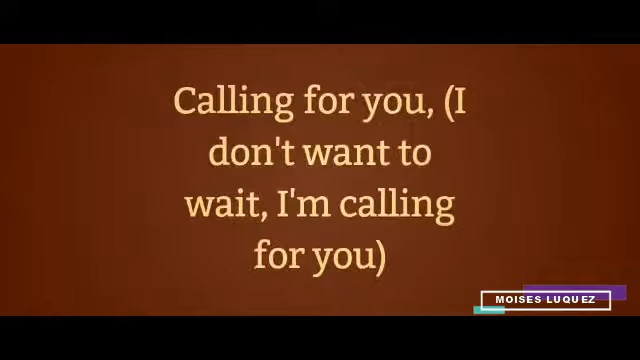 Calling for you, (I
don't want to
wait, I'm calling
for you)
MOISES LUQUEZ